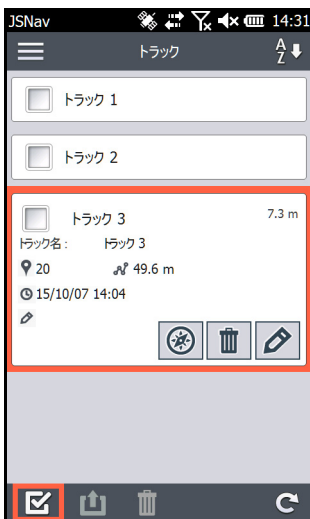 JSNav 14:31
トラック A Z
トラック 1
トラック 2
トラック 3 7.3 m
トラック名 : トラック 3
20 49.6 m
15/10/07 14:04